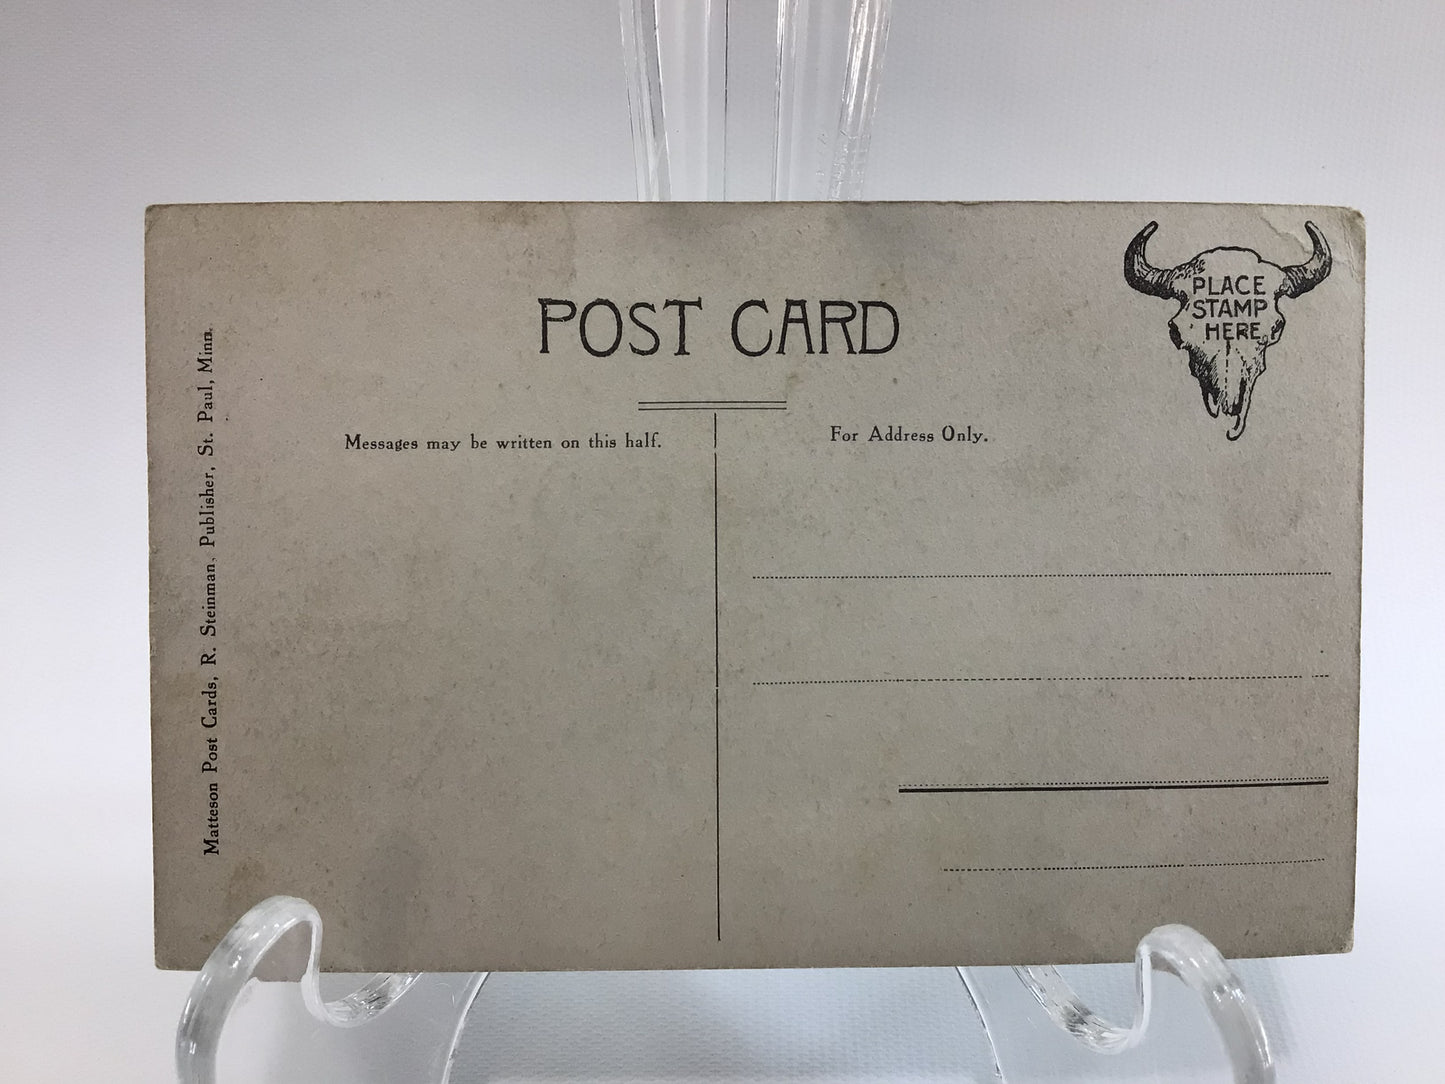 POST CARD
PLACE
STAMP
HERE
Messages may be written on this half.
For Address Only.
Matteson Post Cards, R. Steinman, Publisher, St. Paul, Minn.